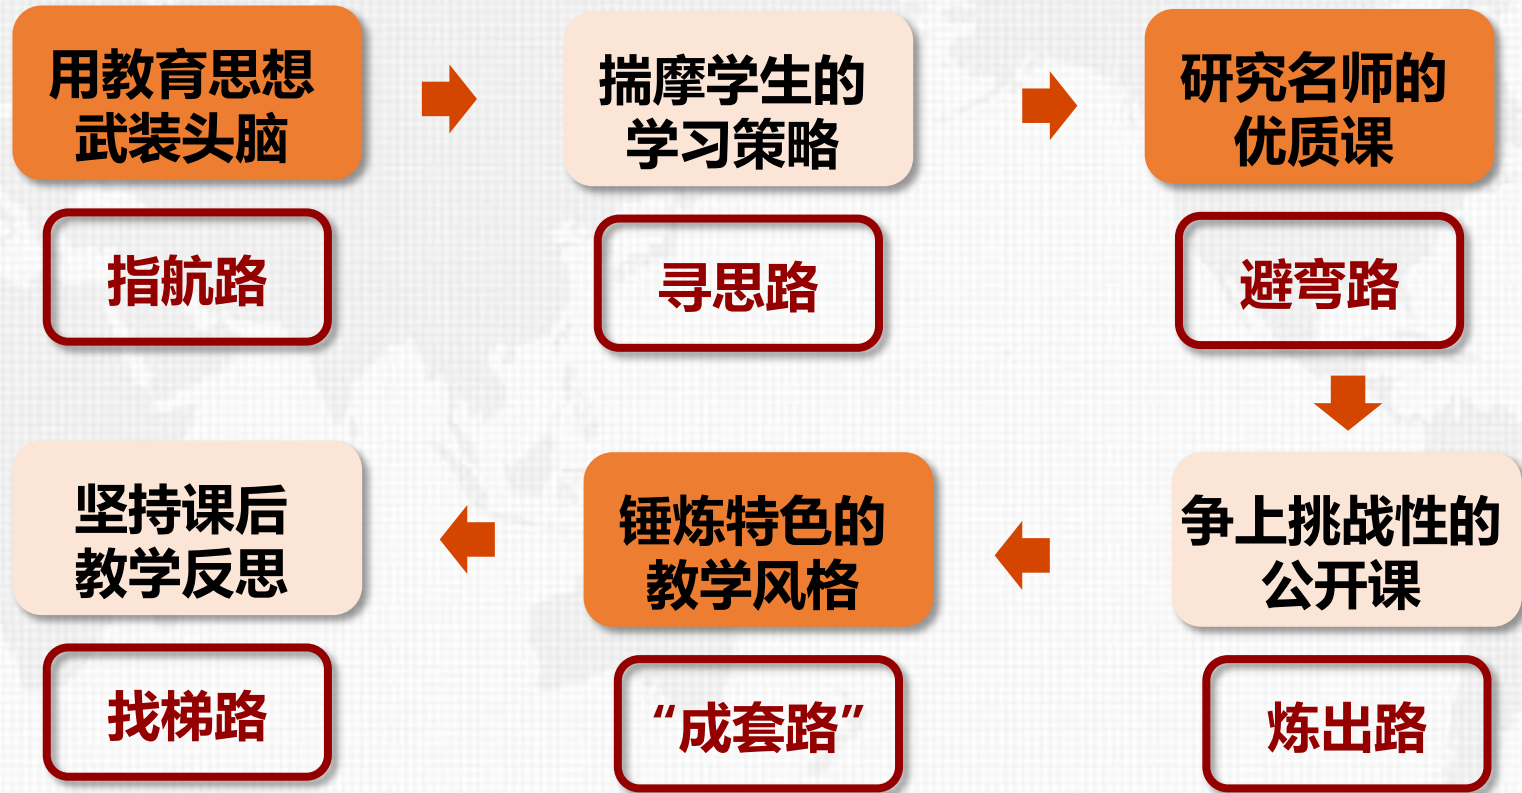 用教育思想
武装头脑
指航路
揣摩学生的
学习策略
寻思路
研究名师的
优质课
避弯路
争上挑战性的
公开课
炼出路
锤炼特色的
教学风格
“成套路”
坚持课后
教学反思
找梯路